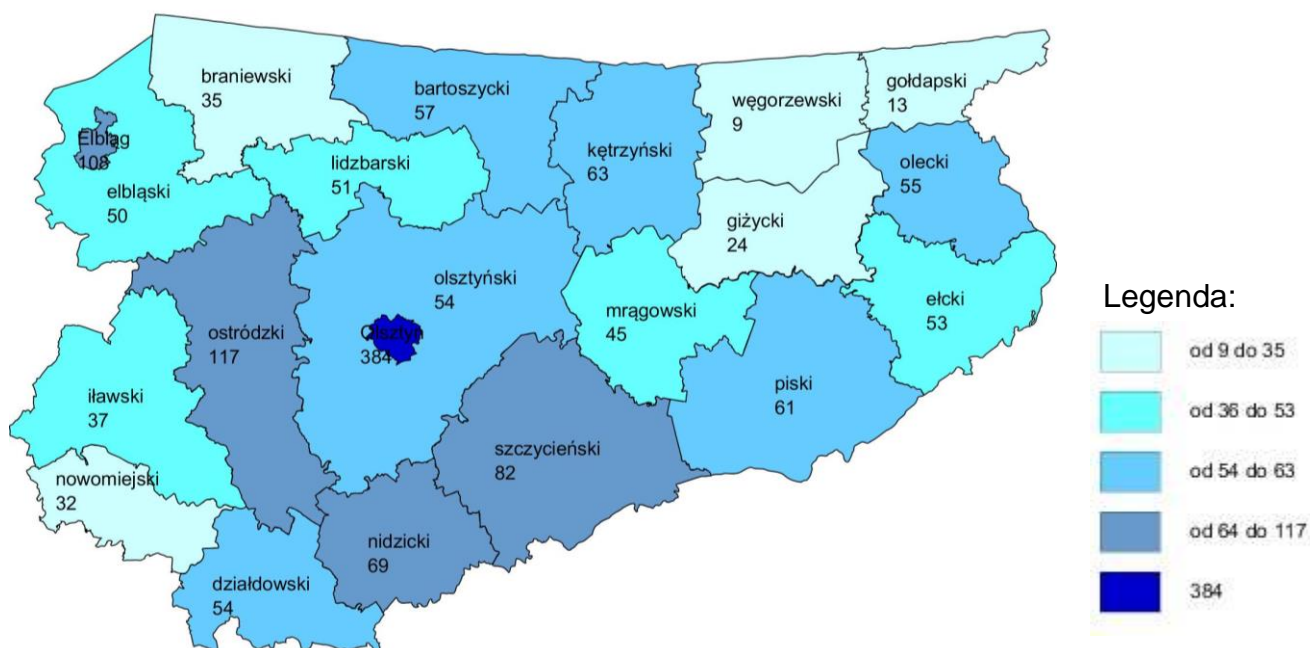 braniewski
35
bartoszycki
57
węgorzewski
9
gołdapski
13
Elbląg
108
lidzbarski
51
kętrzyński
63
olecki
55
elbląski
50
giżycki
24
olsztyński
54
ostródzki
117
Olsztyn
384
mrągowski
45
ełcki
53
iławski
37
piski
61
szczycieński
82
nowomiejski
32
nidzicki
69
działdowski
54
Legenda:
od 9 do 35
od 36 do 53
od 54 do 63
od 64 do 117
384